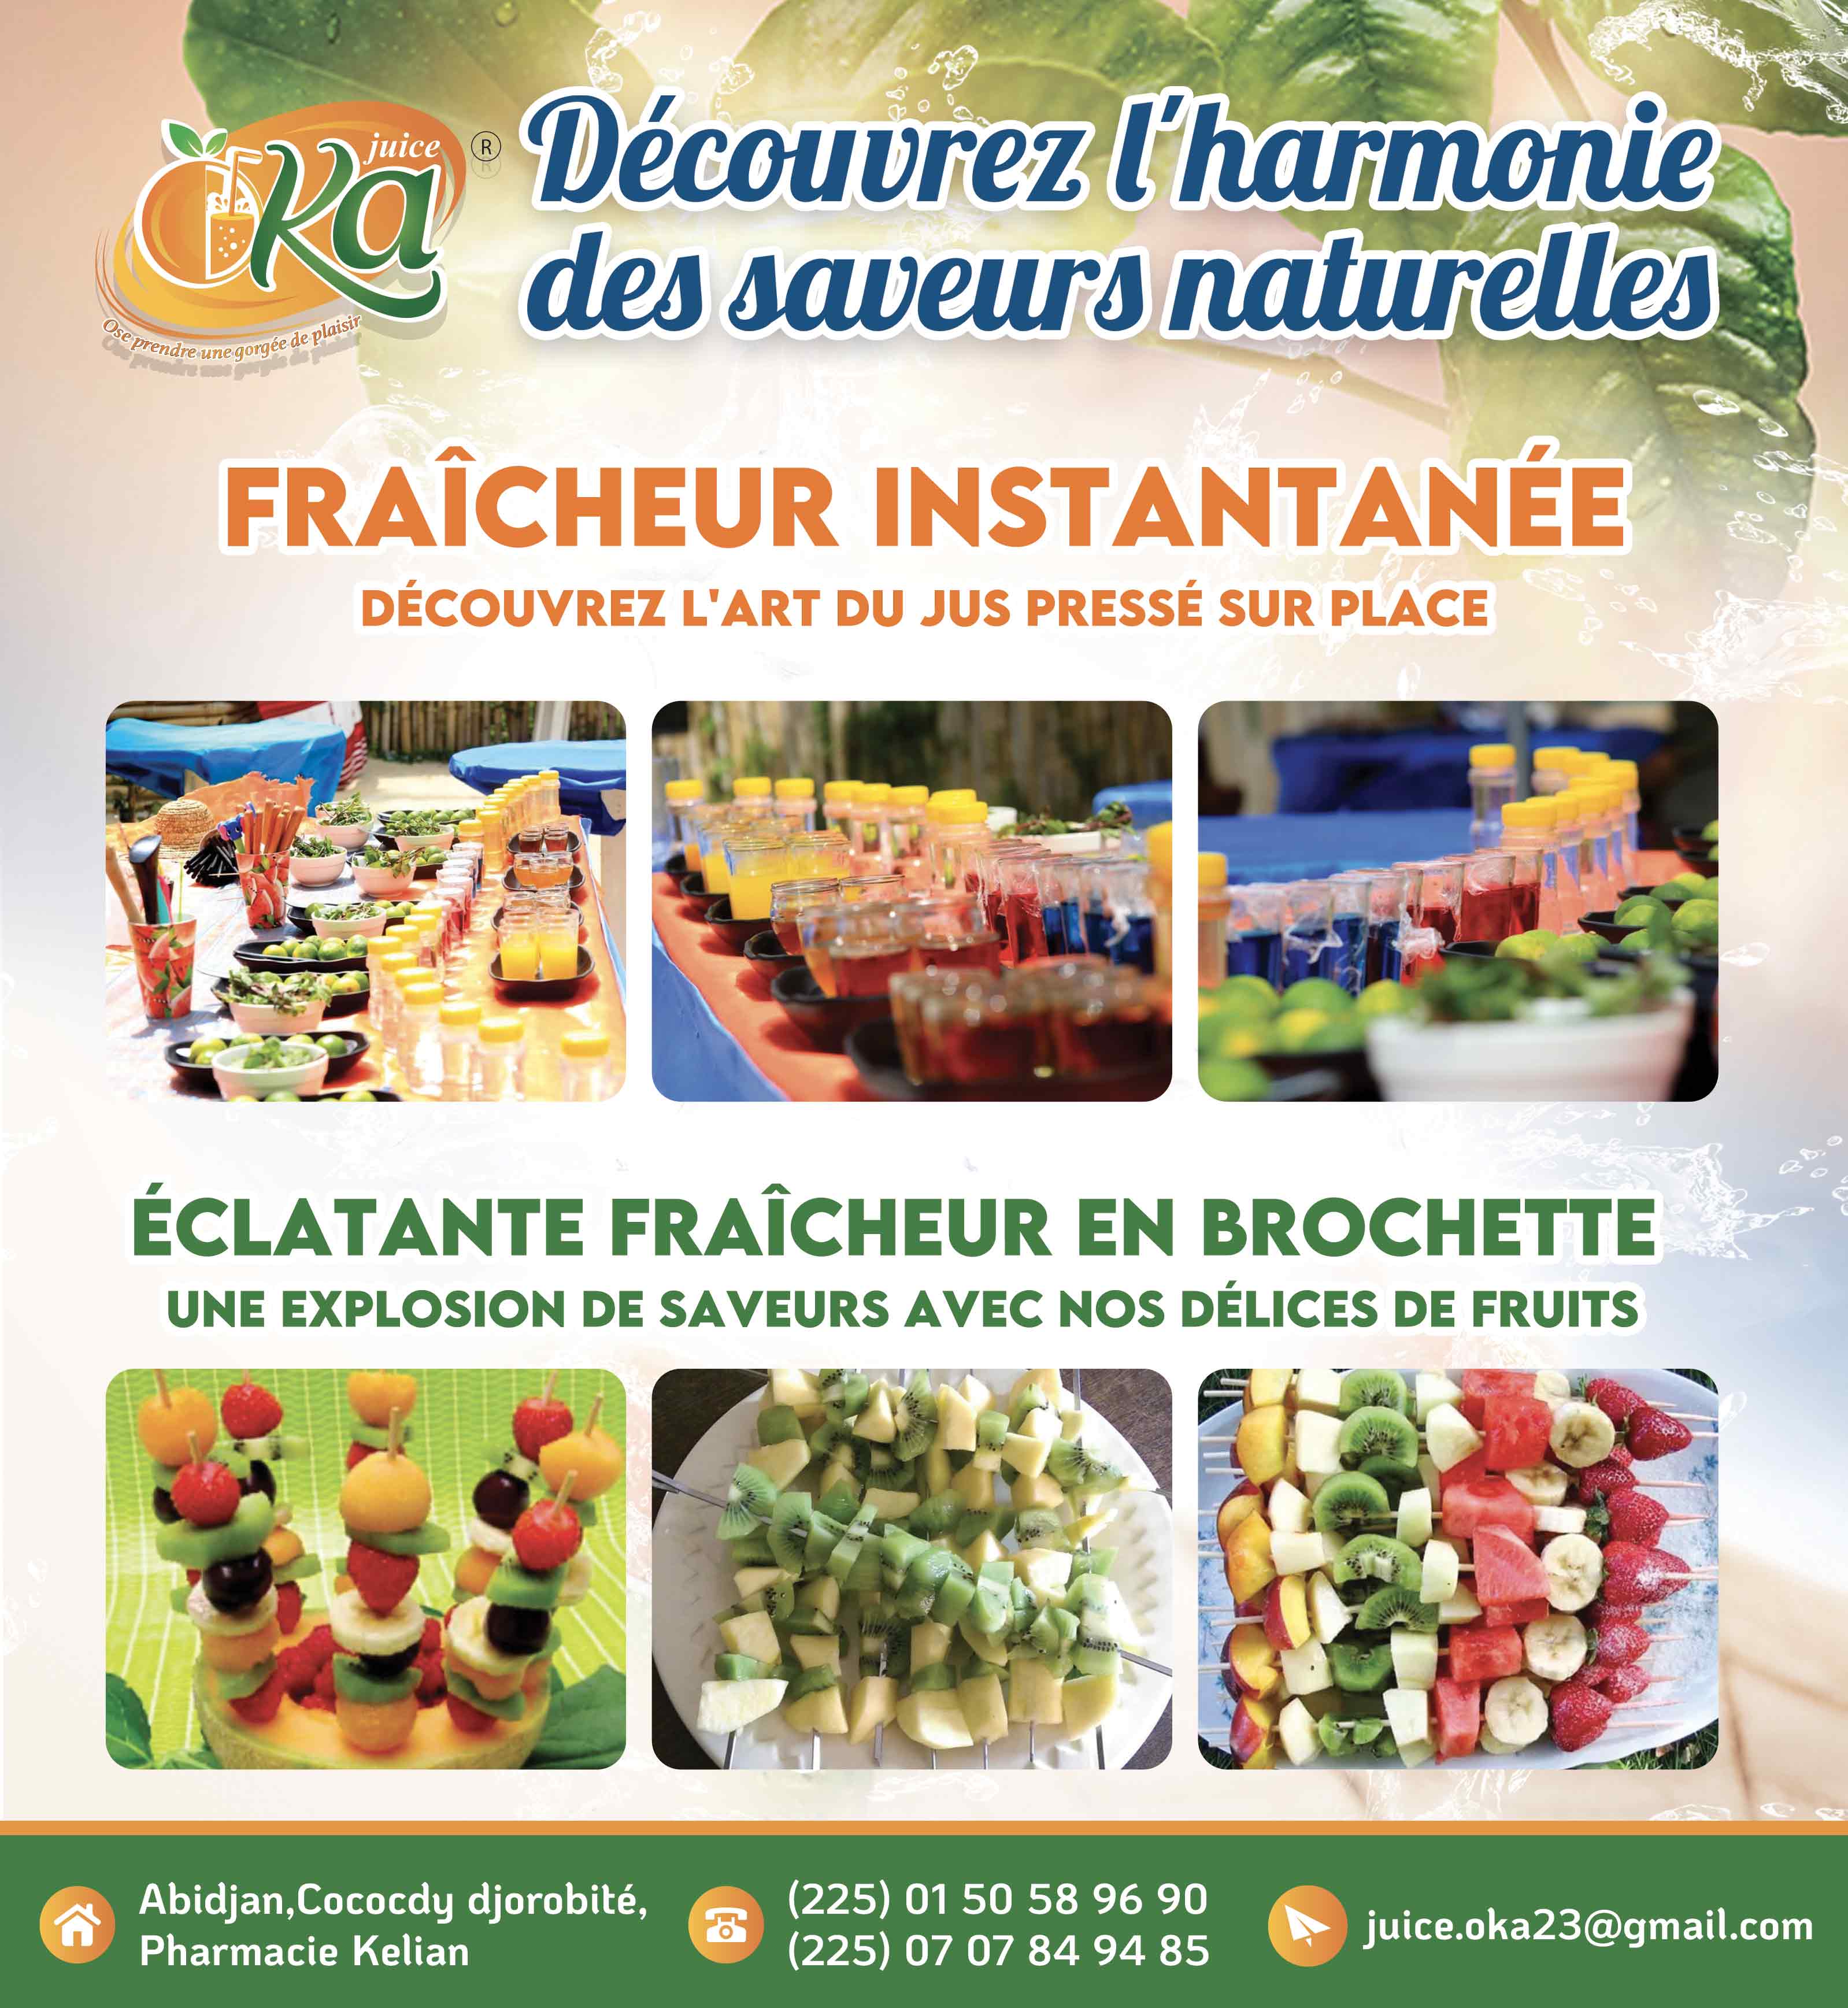 Oka juice ®
Ose prendre une gorgée de plaisir
Découvrez l'harmonie
des saveurs naturelles
FRAÎCHEUR INSTANTANÉE
DÉCOUVREZ L'ART DU JUS PRESSÉ SUR PLACE
ÉCLATANTE FRAÎCHEUR EN BROCHETTE
UNE EXPLOSION DE SAVEURS AVEC NOS DÉLICES DE FRUITS
Abidjan,Cococdy djorobité,
Pharmacie Kelian
(225) 01 50 58 96 90
(225) 07 07 84 94 85
juice.oka23@gmail.com